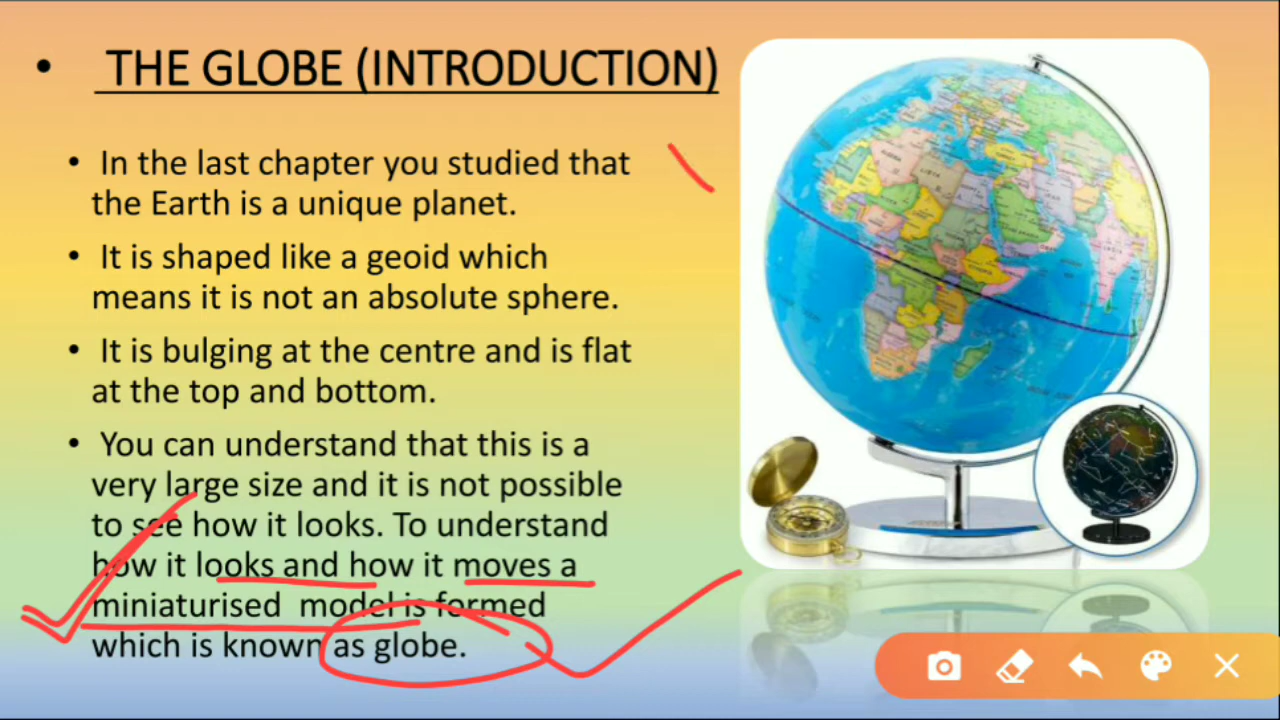 • THE GLOBE (INTRODUCTION)
• In the last chapter you studied that
the Earth is a unique planet.
• It is shaped like a geoid which
means it is not an absolute sphere.
• It is bulging at the centre and is flat
at the top and bottom.
• You can understand that this is a
very large size and it is not possible
to see how it looks. To understand
how it looks and how it moves a
miniaturised model is formed
which is known as globe.
LIBYA
ETHIOPIA
INDIA